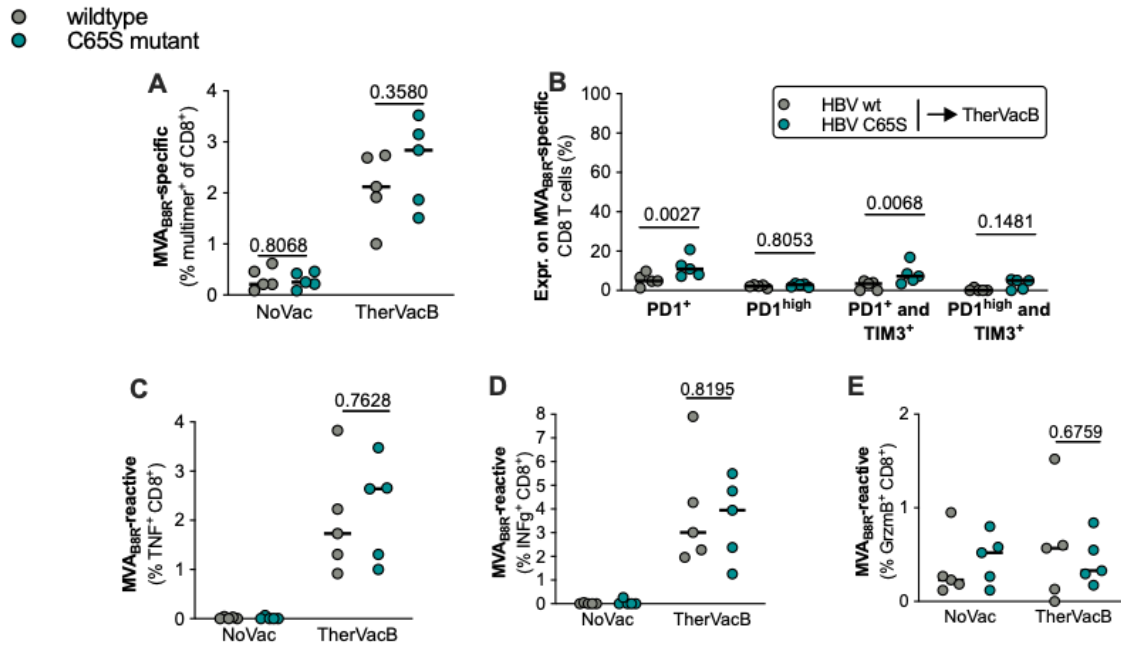 wildtype
C65S mutant
A
MVAB8R-specific
(% multimer+ of CD8+)
4
3
2
1
0
0.8068
0.3580
NoVac
TherVacB
B
Expr. on MVAB8R-specific
CD8 T cells (%)
100
80
60
40
20
0
HBV wt
HBV C65S
TherVacB
0.0027
0.8053
0.0068
0.1481
PD1+
PD1high
PD1+ and
TIM3+
PD1high and
TIM3+
C
MVAB8R-reactive
(% TNF+ CD8+)
4
3
2
1
0
0.7628
NoVac
TherVacB
D
MVAB8R-reactive
(% INFg+ CD8+)
8
7
6
5
4
3
2
1
0
0.8195
NoVac
TherVacB
E
MVAB8R-reactive
(% GrzmB+ CD8+)
2
1
0
0.6759
NoVac
TherVacB